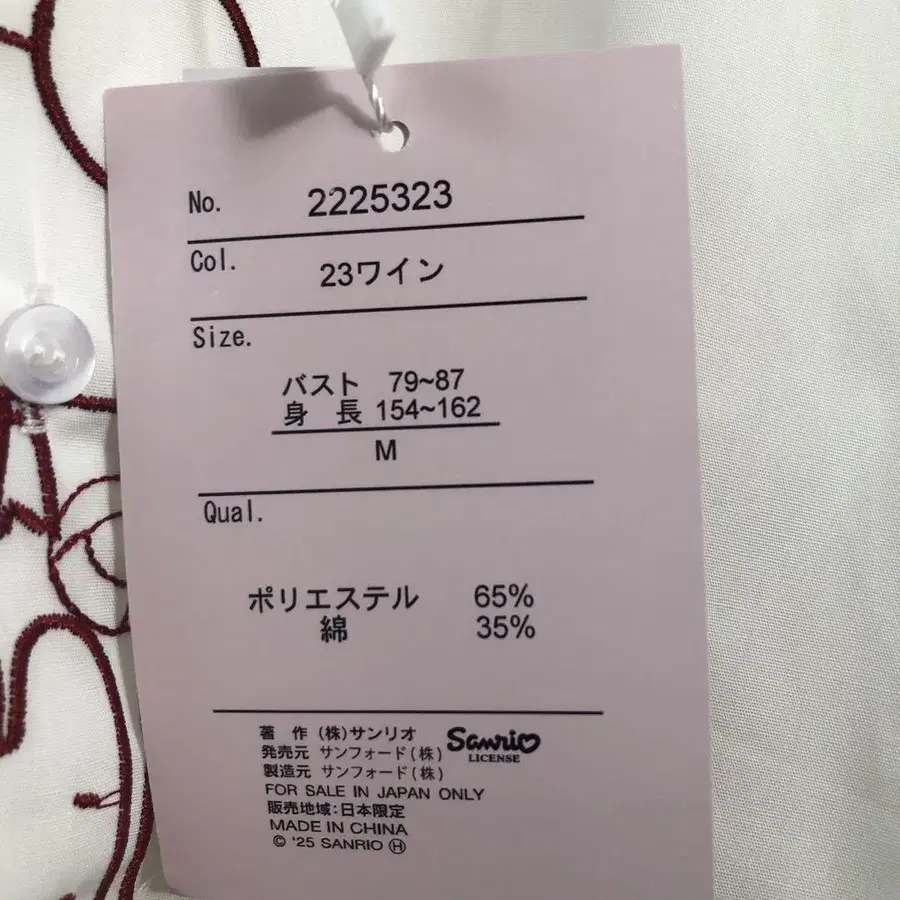 No. 2225323
Col. 23ワイン
Size.
バスト 79~87
身 長 154~162
M
Qual.
ポリエステル 65%
綿 35%
著 作 (株)サンリオ
発売元 サンフォード(株)
Sanrio
LICENSE
製造元 サンフォード(株)
FOR SALE IN JAPAN ONLY
販売地域:日本限定
MADE IN CHINA
© '25 SANRIO Ⓗ